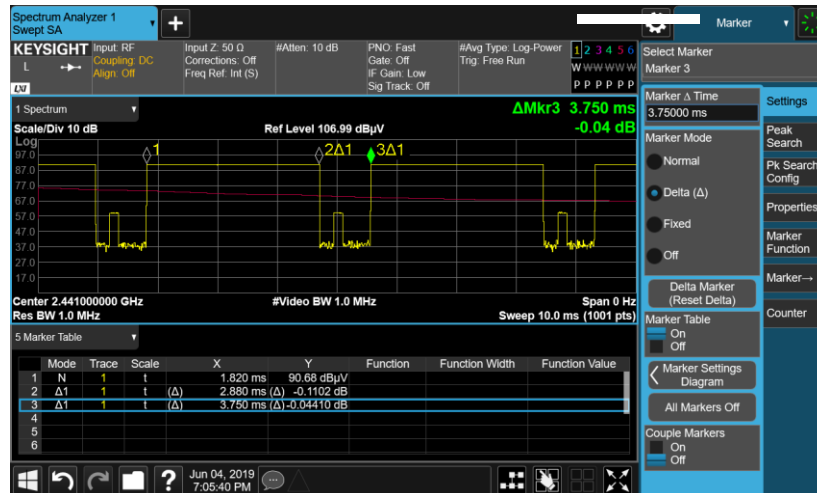 Spectrum Analyzer 1
Swept SA
+
Marker
KEYSIGHT
L
LXI
Input: RF
Coupling: DC
Align: Off
Input Z: 50 Ω
Corrections: Off
Freq Ref: Int (S)
#Atten: 10 dB
PNO: Fast
Gate: Off
IF Gain: Low
Sig Track: Off
#Avg Type: Log-Power
Trig: Free Run
1 2 3 4 5 6
W W W W W W
P P P P P P
Select Marker
Marker 3
1 Spectrum
ΔMkr3 3.750 ms
-0.04 dB
Scale/Div 10 dB
Ref Level 106.99 dBµV
Log
97.0
87.0
77.0
67.0
57.0
47.0
37.0
27.0
17.0
1
2Δ1
3Δ1
Center 2.441000000 GHz
Res BW 1.0 MHz
#Video BW 1.0 MHz
Span 0 Hz
Sweep 10.0 ms (1001 pts)
5 Marker Table
Mode Trace Scale X Y Function Function Width Function Value
1 N 1 t 1.820 ms 90.68 dBµV
2 Δ1 1 t (Δ) 2.880 ms (Δ) -0.1102 dB
3 Δ1 1 t (Δ) 3.750 ms (Δ) -0.04410 dB
4
5
6
Marker Δ Time
3.75000 ms
Marker Mode
Normal
Delta (Δ)
Fixed
Off
Delta Marker
(Reset Delta)
Marker Table
On
Off
Marker Settings
Diagram
All Markers Off
Couple Markers
On
Off
Settings
Peak
Search
Pk Search
Config
Properties
Marker
Function
Marker→
Counter
?
Jun 04, 2019
7:05:40 PM